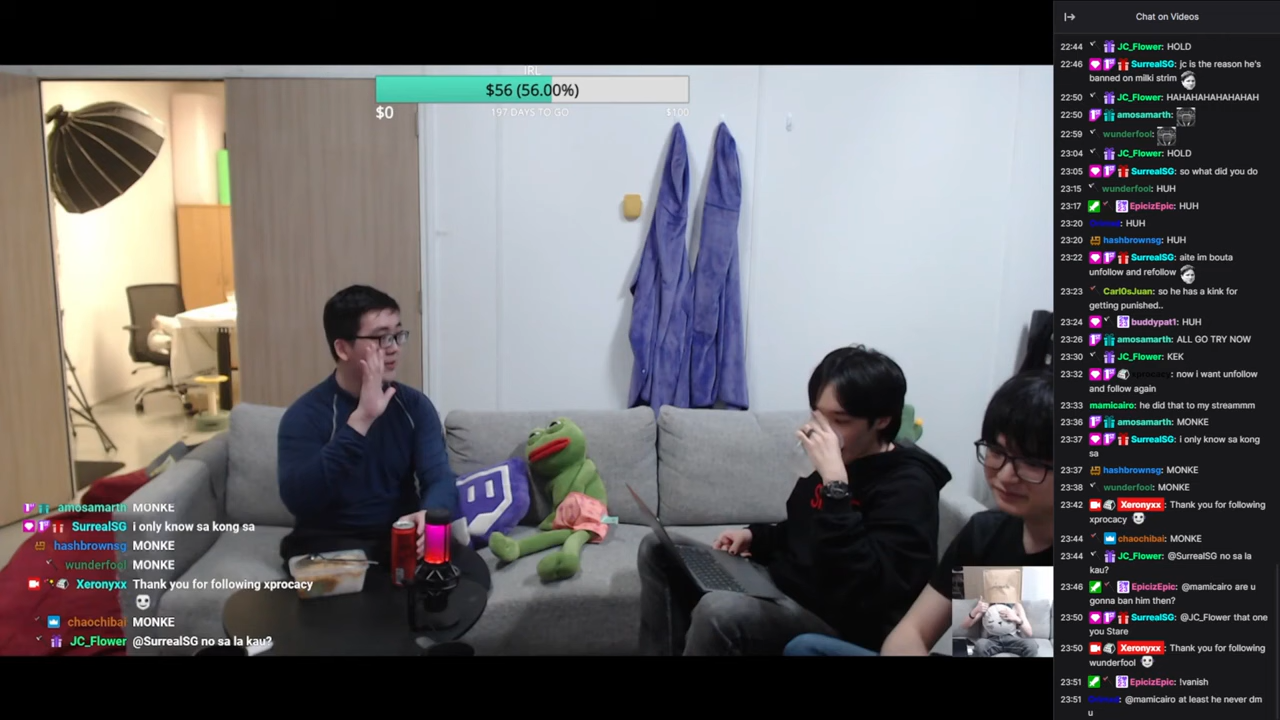 IRL
$56 (56.00%)
$0
197 DAYS TO GO
$100
amosamarth MONKE
SurrealSG i only know sa kong sa
hashbrownsg MONKE
wunderfool MONKE
Xeronyxx Thank you for following xprocacy
chaochibai MONKE
JC_Flower @SurrealSG no sa la kau?
Chat on Videos
22:44 JC_Flower: HOLD
22:46 SurrealSG: jc is the reason he's
banned on milki strim
22:50 JC_Flower: HAHAHAHAHAHAHAH
22:50 amosamarth:
22:59 wunderfool:
23:04 JC_Flower: HOLD
23:05 SurrealSG: so what did you do
23:15 wunderfool: HUH
23:17 EpicizEpic: HUH
23:20 : HUH
23:20 hashbrownsg: HUH
23:22 SurrealSG: aite im bouta
unfollow and refollow
23:23 Carl0sJuan: so he has a kink for
getting punished..
23:24 buddypat1: HUH
23:26 amosamarth: ALL GO TRY NOW
23:30 JC_Flower: KEK
23:32 xprocacy: now i want unfollow
and follow again
23:33 mamicairo: he did that to my streammm
23:36 amosamarth: MONKE
23:37 SurrealSG: i only know sa kong
sa
23:37 hashbrownsg: MONKE
23:38 wunderfool: MONKE
23:42 Xeronyxx: Thank you for following
xprocacy
23:44 chaochibai: MONKE
23:44 JC_Flower: @SurrealSG no sa la
kau?
23:46 EpicizEpic: @mamicairo are u
gonna ban him then?
23:50 SurrealSG: @JC_Flower that one
you Stare
23:50 Xeronyxx: Thank you for following
wunderfool
23:51 EpicizEpic: !vanish
23:51 : @mamicairo at least he never dm
u